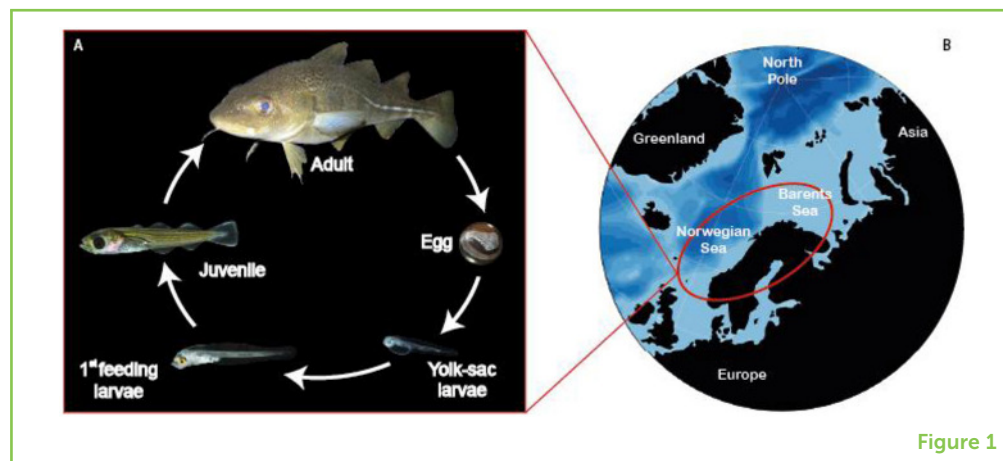 A
Adult
Egg
Yolk-sac
larvae
1st feeding
larvae
Juvenile
B
North
Pole
Greenland
Asia
Barents
Sea
Norwegian
Sea
Europe
Figure 1